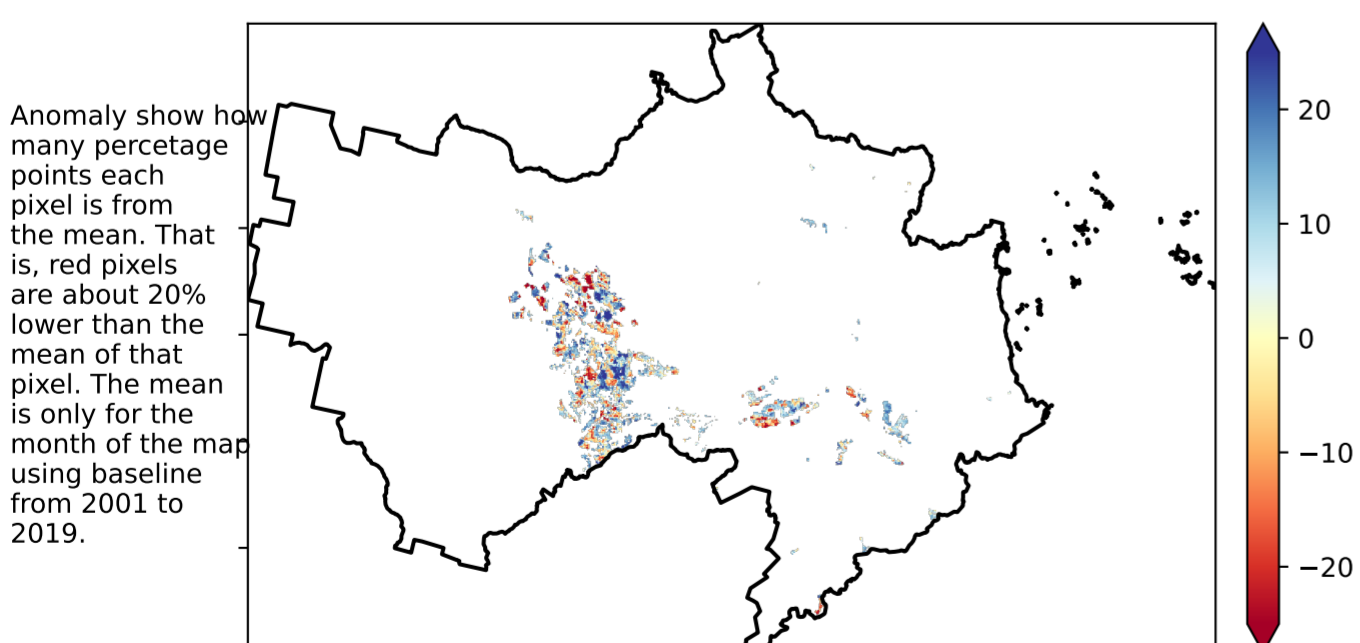 Anomaly show how
many percetage
points each
pixel is from
the mean. That
is, red pixels
are about 20%
lower than the
mean of that
pixel. The mean
is only for the
month of the map
using baseline
from 2001 to
2019.
20
10
0
−10
−20